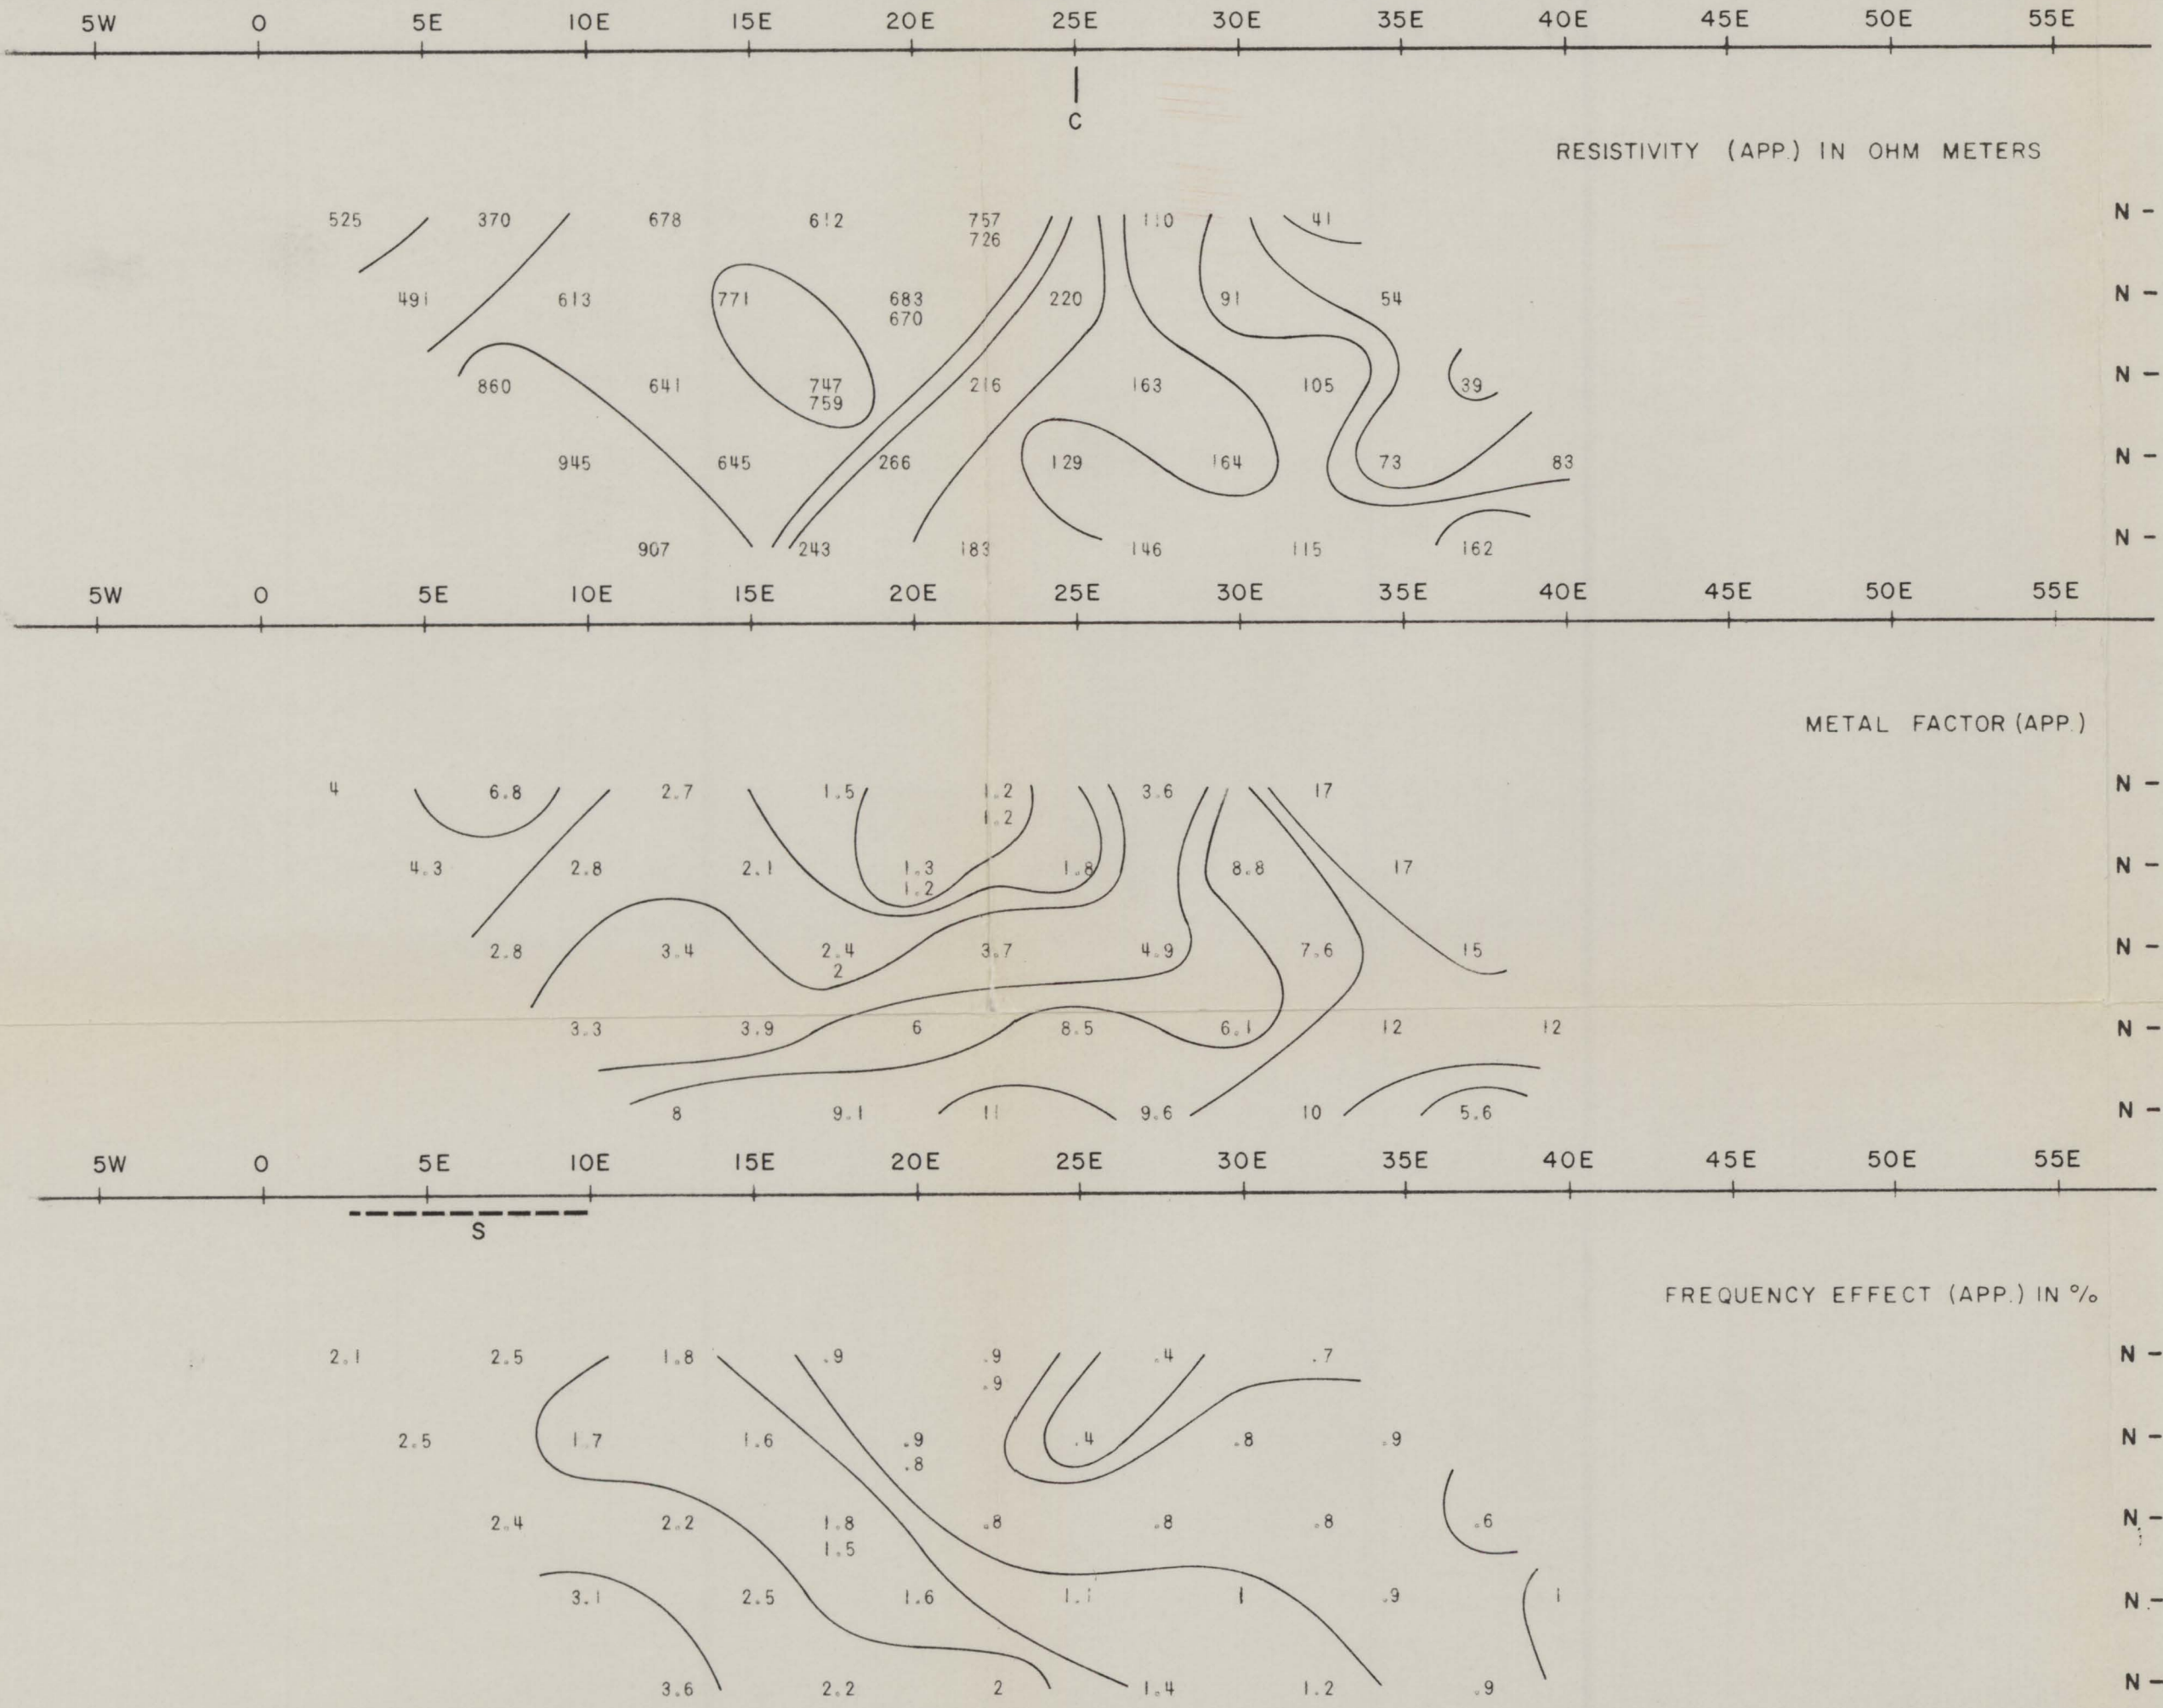 5W O 5E 10E 15E 20E 25E 30E 35E 40E 45E 50E 55E
C
RESISTIVITY (APP.) IN OHM METERS
525 370 678 612 757 110 41 N -
726
491 613 771 683 220 91 54 N -
670
860 641 747 216 163 105 39 N -
759
945 645 266 129 164 73 83 N -
907 243 183 146 115 162 N -
5W O 5E 10E 15E 20E 25E 30E 35E 40E 45E 50E 55E
METAL FACTOR (APP.)
4 6.8 2.7 1.5 1.2 3.6 17 N -
1.2
4.3 2.8 2.1 1.3 1.8 8.8 17 N -
1.2
2.8 3.4 2.4 3.7 4.9 7.6 15 N -
2
3.3 3.9 6 8.5 6.1 12 12 N -
8 9.1 11 9.6 10 5.6 N -
5W O 5E 10E 15E 20E 25E 30E 35E 40E 45E 50E 55E
S
FREQUENCY EFFECT (APP.) IN %
2.1 2.5 1.8 .9 .9 .4 .7 N -
.9
2.5 1.7 1.6 .9 .4 .8 .9 N -
.8
2.4 2.2 1.8 .8 .8 .8 .6 N -
1.5
3.1 2.5 1.6 1.1 1 .9 1 N -
3.6 2.2 2 1.4 1.2 .9 N -